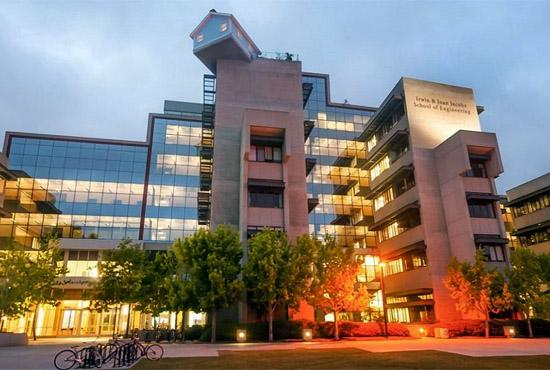 Irwin & Joan Jacobs
School of Engineering